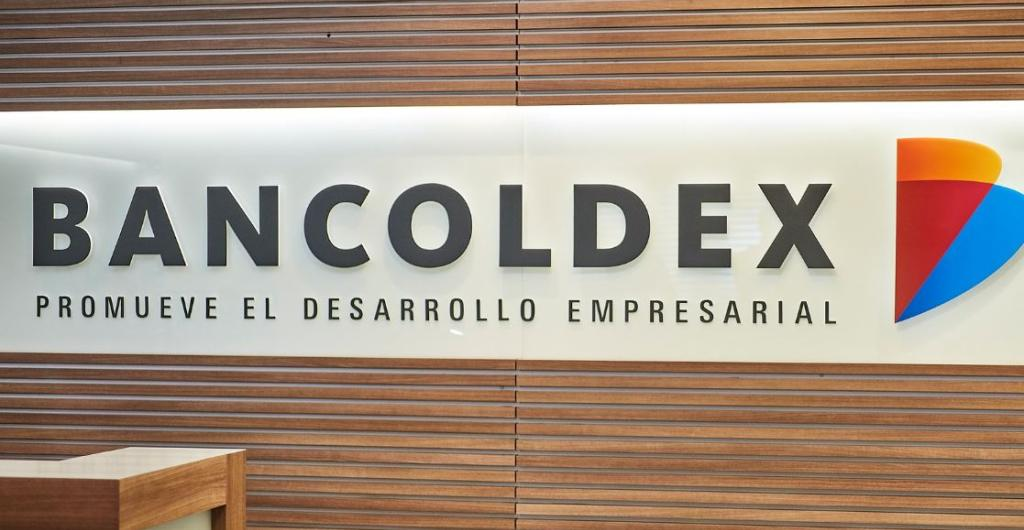 BANCOLDEX
PROMUEVE EL DESARROLLO EMPRESARIAL